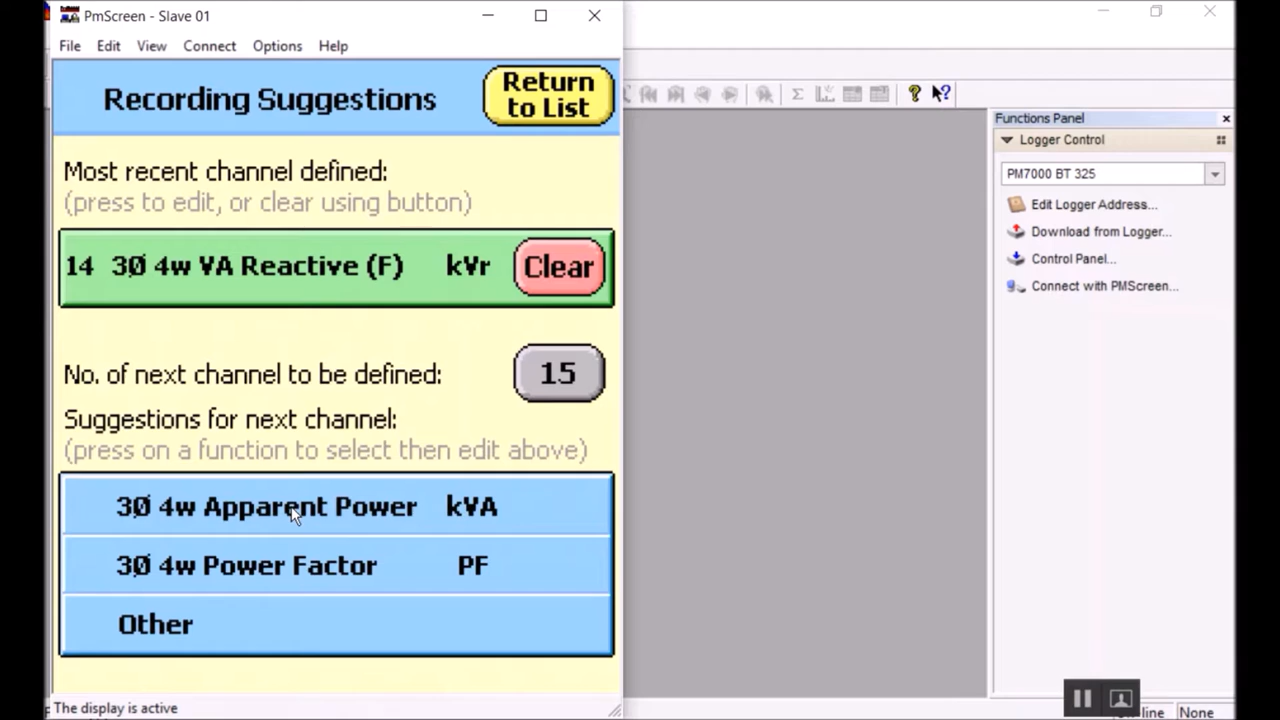 PmScreen - Slave 01
File Edit View Connect Options Help
Recording Suggestions
Return
to List
Most recent channel defined:
(press to edit, or clear using button)
14 3Ø 4w VA Reactive (F) kVr Clear
No. of next channel to be defined: 15
Suggestions for next channel:
(press on a function to select then edit above)
3Ø 4w Apparent Power kVA
3Ø 4w Power Factor PF
Other
The display is active
Functions Panel
Logger Control
PM7000 BT 325
Edit Logger Address...
Download from Logger...
Control Panel...
Connect with PMScreen...
None